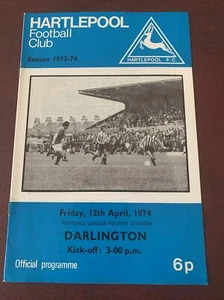 HARTLEPOOL
Football
Club
Season 1973-74
HARTLEPOOL F.C.
Friday, 12th April, 1974
FOOTBALL LEAGUE FOURTH DIVISION
DARLINGTON
Kick-off: 3-00 p.m.
Official programme
6p